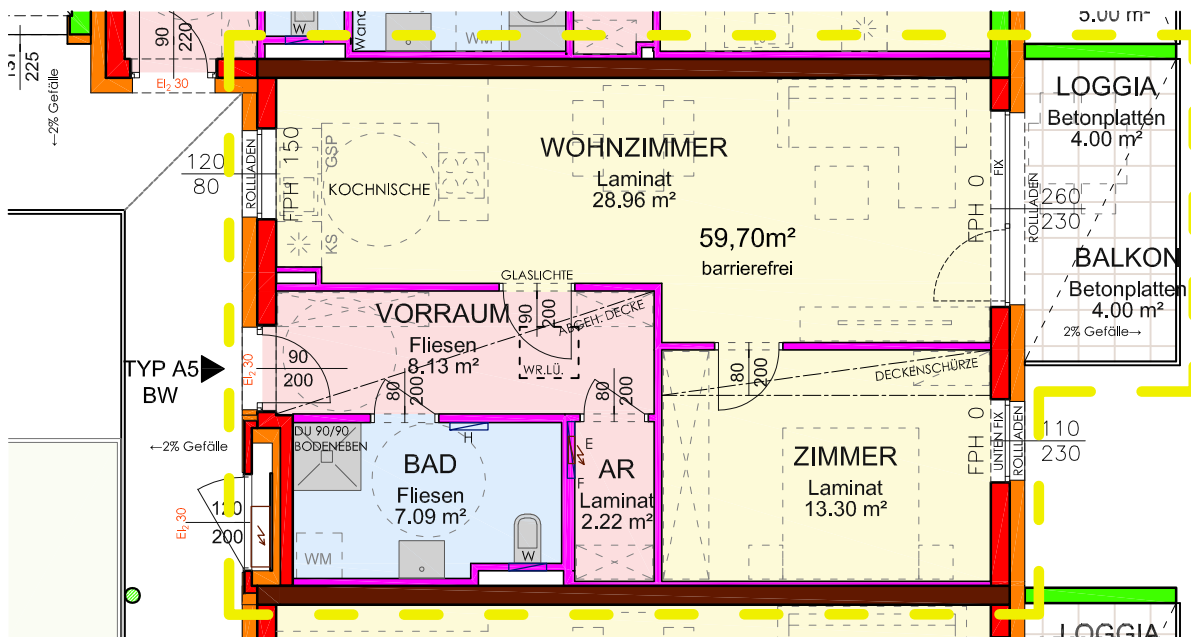 90
220
EI₂ 30
225
←2% Gefälle
W
WM
5.00 m²
LOGGIA
Betonplatten
4.00 m²
120
80
ROLLLADEN
FPH 150
GSP
KS
KOCHNISCHE
WOHNZIMMER
Laminat
28.96 m²
59,70m²
barrierefrei
FPH 0
FIX
ROLLLADEN
260
230
BALKON
Betonplatten
4.00 m²
2% Gefälle→
GLASLICHTE
90
200
ABGEH. DECKE
VORRAUM
Fliesen
8.13 m²
WR.LÜ.
TYP A5
BW
EI₂ 30
90
200
80
200
80
200
80
200
DECKENSCHÜRZE
←2% Gefälle
DU 90/90
BODENEBEN
H
BAD
Fliesen
7.09 m²
WM
W
E
F
AR
Laminat
2.22 m²
ZIMMER
Laminat
13.30 m²
FPH 0
UNTEN FIX
ROLLLADEN
110
230
EI₂ 30
120
200
LOGGIA